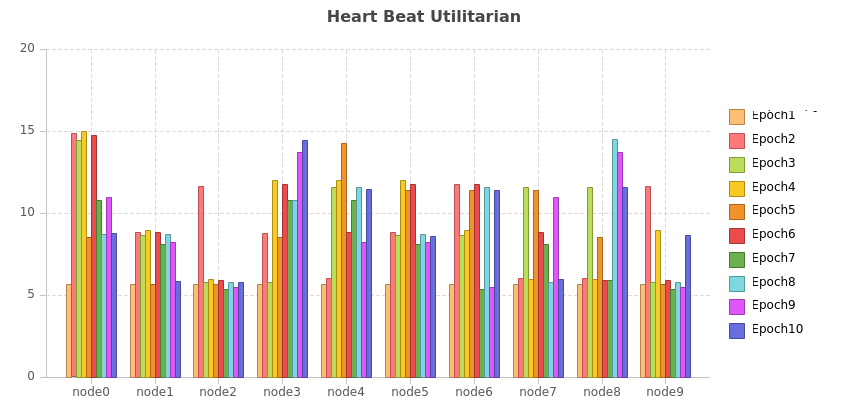 Heart Beat Utilitarian
20
15
10
5
0
node0 node1 node2 node3 node4 node5 node6 node7 node8 node9
Epoch1
Epoch2
Epoch3
Epoch4
Epoch5
Epoch6
Epoch7
Epoch8
Epoch9
Epoch10